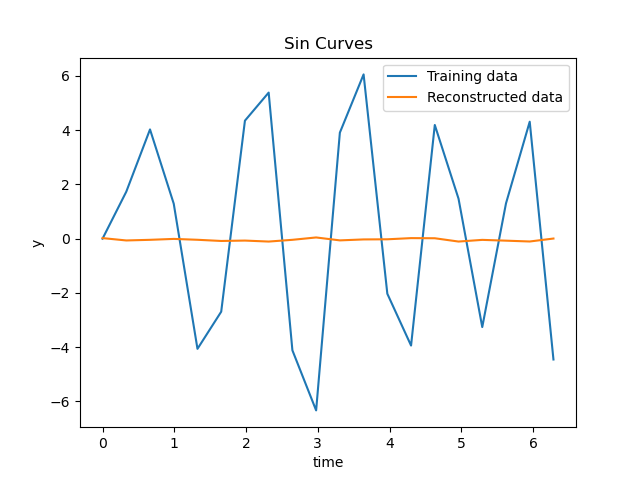 Sin Curves
Training data
Reconstructed data
6
4
2
0
−2
−4
−6
y
0 1 2 3 4 5 6
time